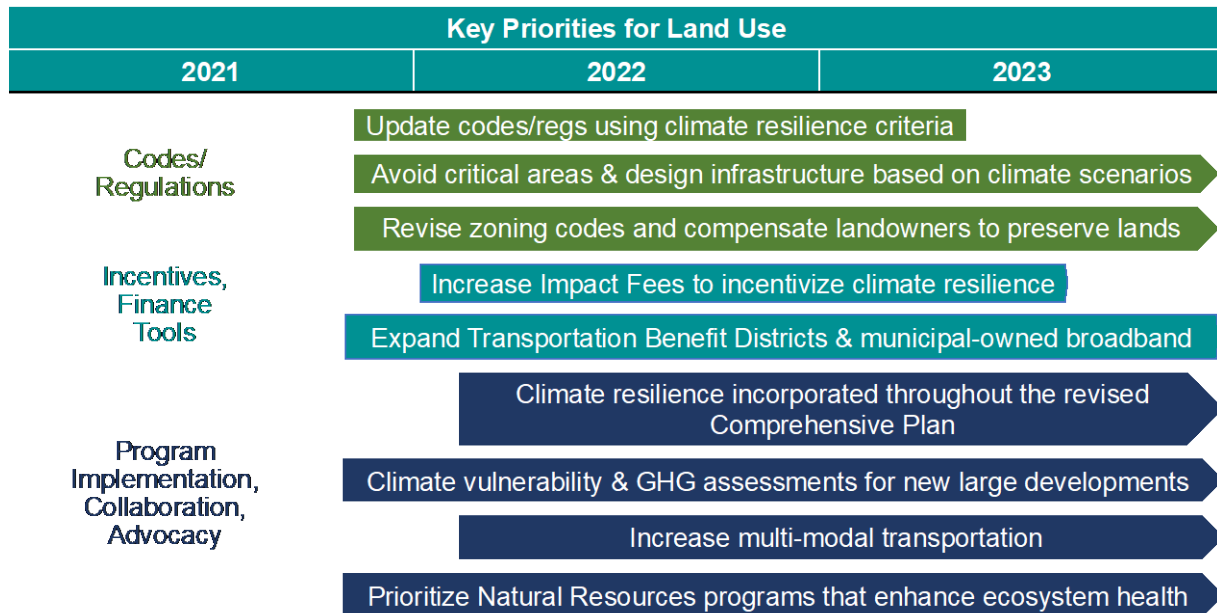 Key Priorities for Land Use
2021
2022
2023
Codes/
Regulations
Update codes/regs using climate resilience criteria
Avoid critical areas & design infrastructure based on climate scenarios
Revise zoning codes and compensate landowners to preserve lands
Incentives,
Finance
Tools
Increase Impact Fees to incentivize climate resilience
Expand Transportation Benefit Districts & municipal-owned broadband
Program
Implementation,
Collaboration,
Advocacy
Climate resilience incorporated throughout the revised
Comprehensive Plan
Climate vulnerability & GHG assessments for new large developments
Increase multi-modal transportation
Prioritize Natural Resources programs that enhance ecosystem health